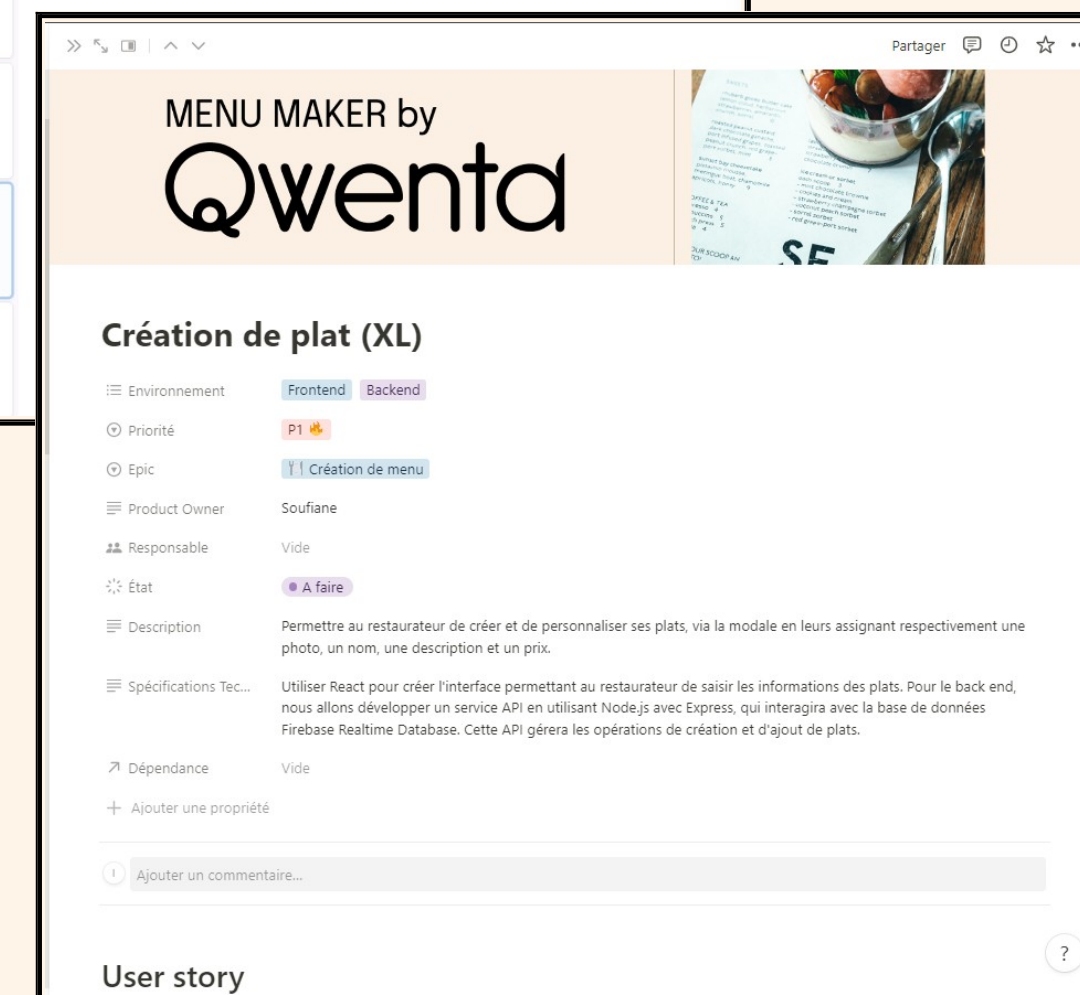 Partager
MENU MAKER by
Qwenta
SWEETS
COFFEE & TEA
SE
Création de plat (XL)
Environnement Frontend Backend
Priorité P1 🔥
Epic 🍽️ Création de menu
Product Owner Soufiane
Responsable Vide
État A faire
Description Permettre au restaurateur de créer et de personnaliser ses plats, via la modale en leurs assignant respectivement une
photo, un nom, une description et un prix.
Spécifications Tec... Utiliser React pour créer l'interface permettant au restaurateur de saisir les informations des plats. Pour le back end,
nous allons développer un service API en utilisant Node.js avec Express, qui interagira avec la base de données
Firebase Realtime Database. Cette API gérera les opérations de création et d'ajout de plats.
Dépendance Vide
+ Ajouter une propriété
I Ajouter un commentaire...
?
User story